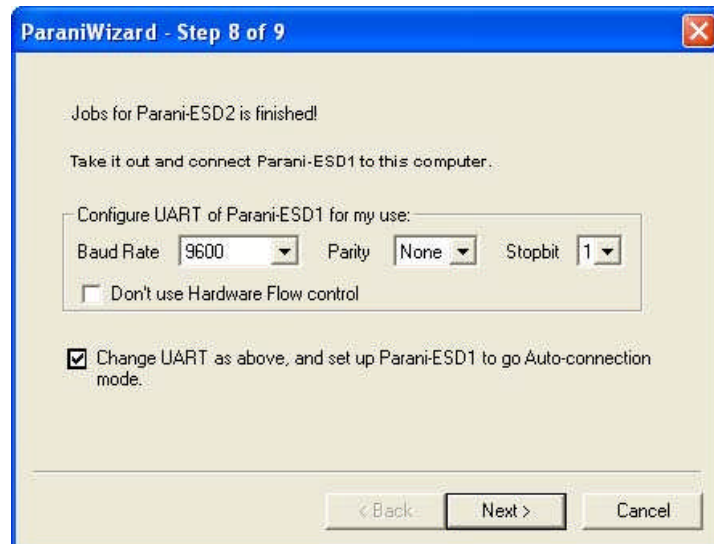 ParaniWizard - Step 8 of 9
Jobs for Parani-ESD2 is finished!
Take it out and connect Parani-ESD1 to this computer.
Configure UART of Parani-ESD1 for my use:
Baud Rate 9600 Parity None Stopbit 1
Don't use Hardware Flow control
Change UART as above, and set up Parani-ESD1 to go Auto-connection
mode.
< Back Next > Cancel